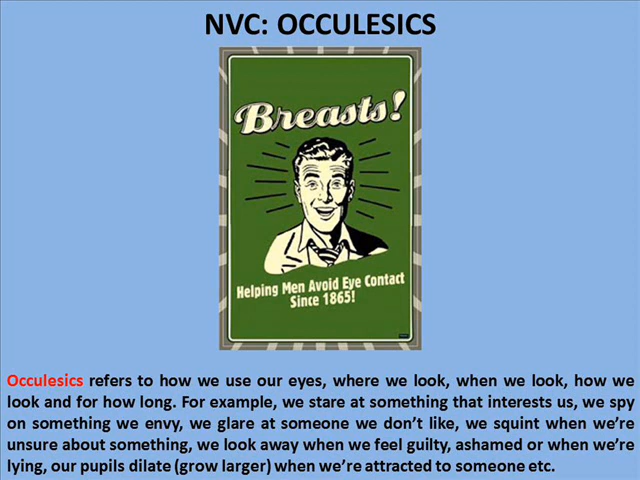 NVC: OCCULESICS
Breasts!
Helping Men Avoid Eye Contact
Since 1865!
Occulesics refers to how we use our eyes, where we look, when we look, how we
look and for how long. For example, we stare at something that interests us, we spy
on something we envy, we glare at someone we don't like, we squint when we're
unsure about something, we look away when we feel guilty, ashamed or when we're
lying, our pupils dilate (grow larger) when we're attracted to someone etc.